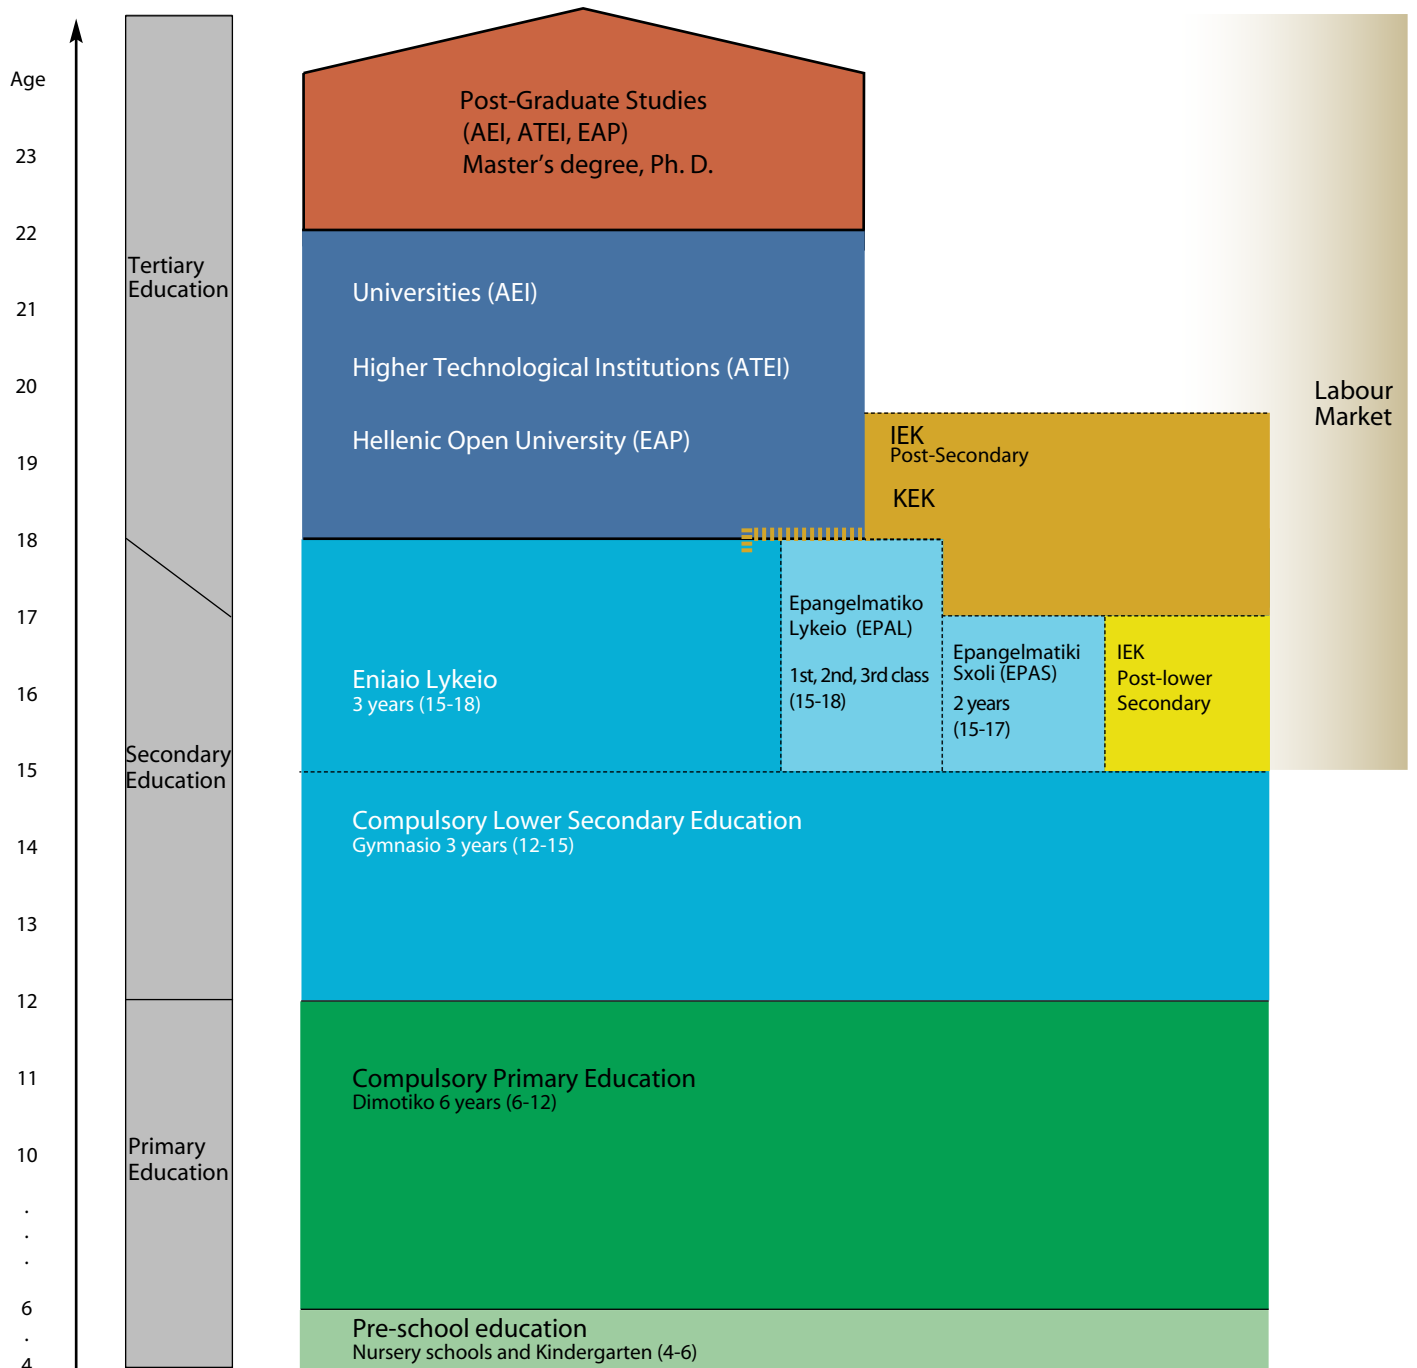 Age
23
22
21
20
19
18
17
16
15
14
13
12
11
10
.
.
.
6
.
4
Tertiary
Education
Secondary
Education
Primary
Education
Post-Graduate Studies
(AEI, ATEI, EAP)
Master’s degree, Ph. D.
Universities (AEI)
Higher Technological Institutions (ATEI)
Hellenic Open University (EAP)
IEK
Post-Secondary
KEK
Labour
Market
Eniaio Lykeio
3 years (15-18)
Epangelmatiko
Lykeio (EPAL)
1st, 2nd, 3rd class
(15-18)
Epangelmatiki
Sxoli (EPAS)
2 years
(15-17)
IEK
Post-lower
Secondary
Compulsory Lower Secondary Education
Gymnasio 3 years (12-15)
Compulsory Primary Education
Dimotiko 6 years (6-12)
Pre-school education
Nursery schools and Kindergarten (4-6)